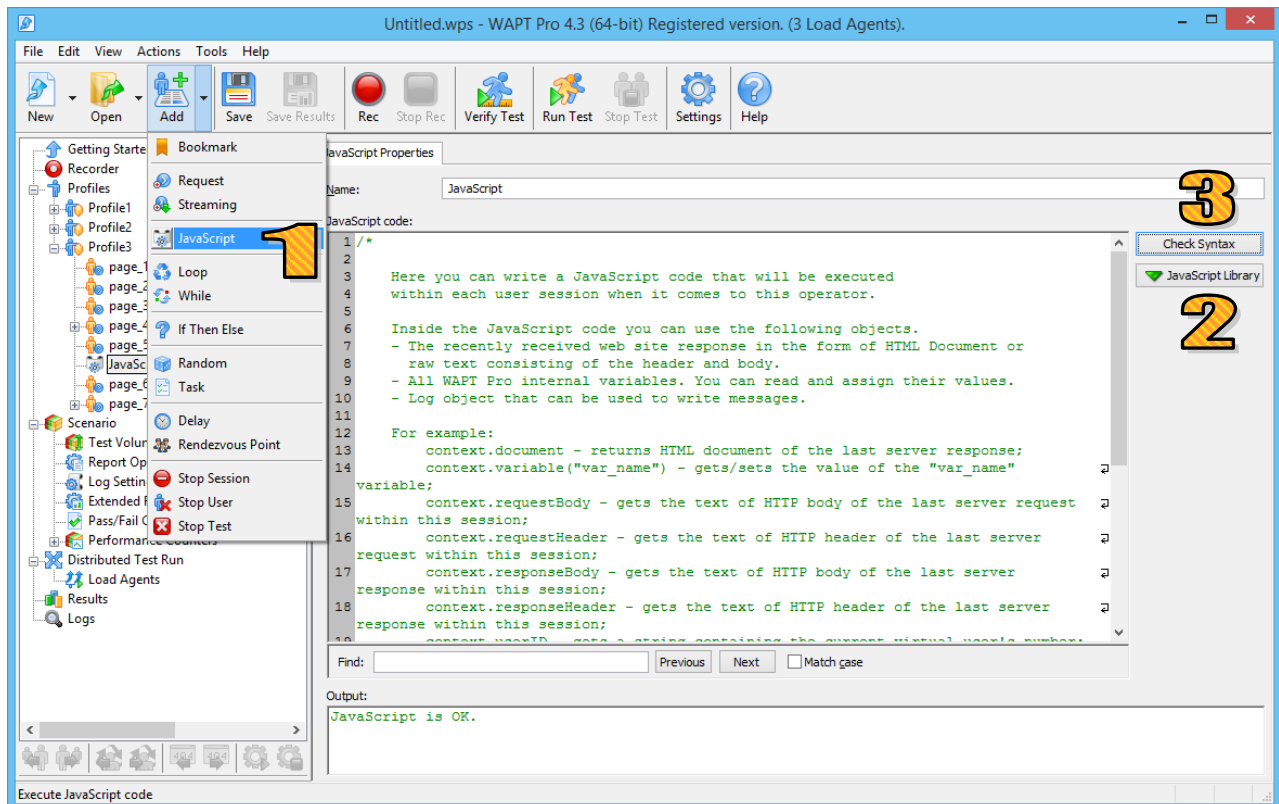 Untitled.wps - WAPT Pro 4.3 (64-bit) Registered version. (3 Load Agents).
File Edit View Actions Tools Help
New Open Add Save Save Results Rec Stop Rec Verify Test Run Test Stop Test Settings Help
Getting Starte
Recorder
Profiles
Profile1
Profile2
Profile3
page_1
page_2
page_3
page_4
page_5
JavaSc
page_6
page_7
Scenario
Test Volun
Report Op
Log Settin
Extended R
Pass/Fail C
Performance Counters
Distributed Test Run
Load Agents
Results
Logs
Bookmark
Request
Streaming
JavaScript
1
Loop
While
If Then Else
Random
Task
Delay
Rendezvous Point
Stop Session
Stop User
Stop Test
JavaScript Properties
Name: JavaScript
JavaScript code:
1 /*
2
3 Here you can write a JavaScript code that will be executed
4 within each user session when it comes to this operator.
5
6 Inside the JavaScript code you can use the following objects.
7 - The recently received web site response in the form of HTML Document or
8 raw text consisting of the header and body.
9 - All WAPT Pro internal variables. You can read and assign their values.
10 - Log object that can be used to write messages.
11
12 For example:
13 context.document - returns HTML document of the last server response;
14 context.variable("var_name") - gets/sets the value of the "var_name"
variable;
15 context.requestBody - gets the text of HTTP body of the last server request
within this session;
16 context.requestHeader - gets the text of HTTP header of the last server
request within this session;
17 context.responseBody - gets the text of HTTP body of the last server
response within this session;
18 context.responseHeader - gets the text of HTTP header of the last server
response within this session;
19 context.userID - gets a string containing the current virtual user's number;
3
Check Syntax
JavaScript Library
2
Find: Previous Next Match case
Output:
JavaScript is OK.
Execute JavaScript code